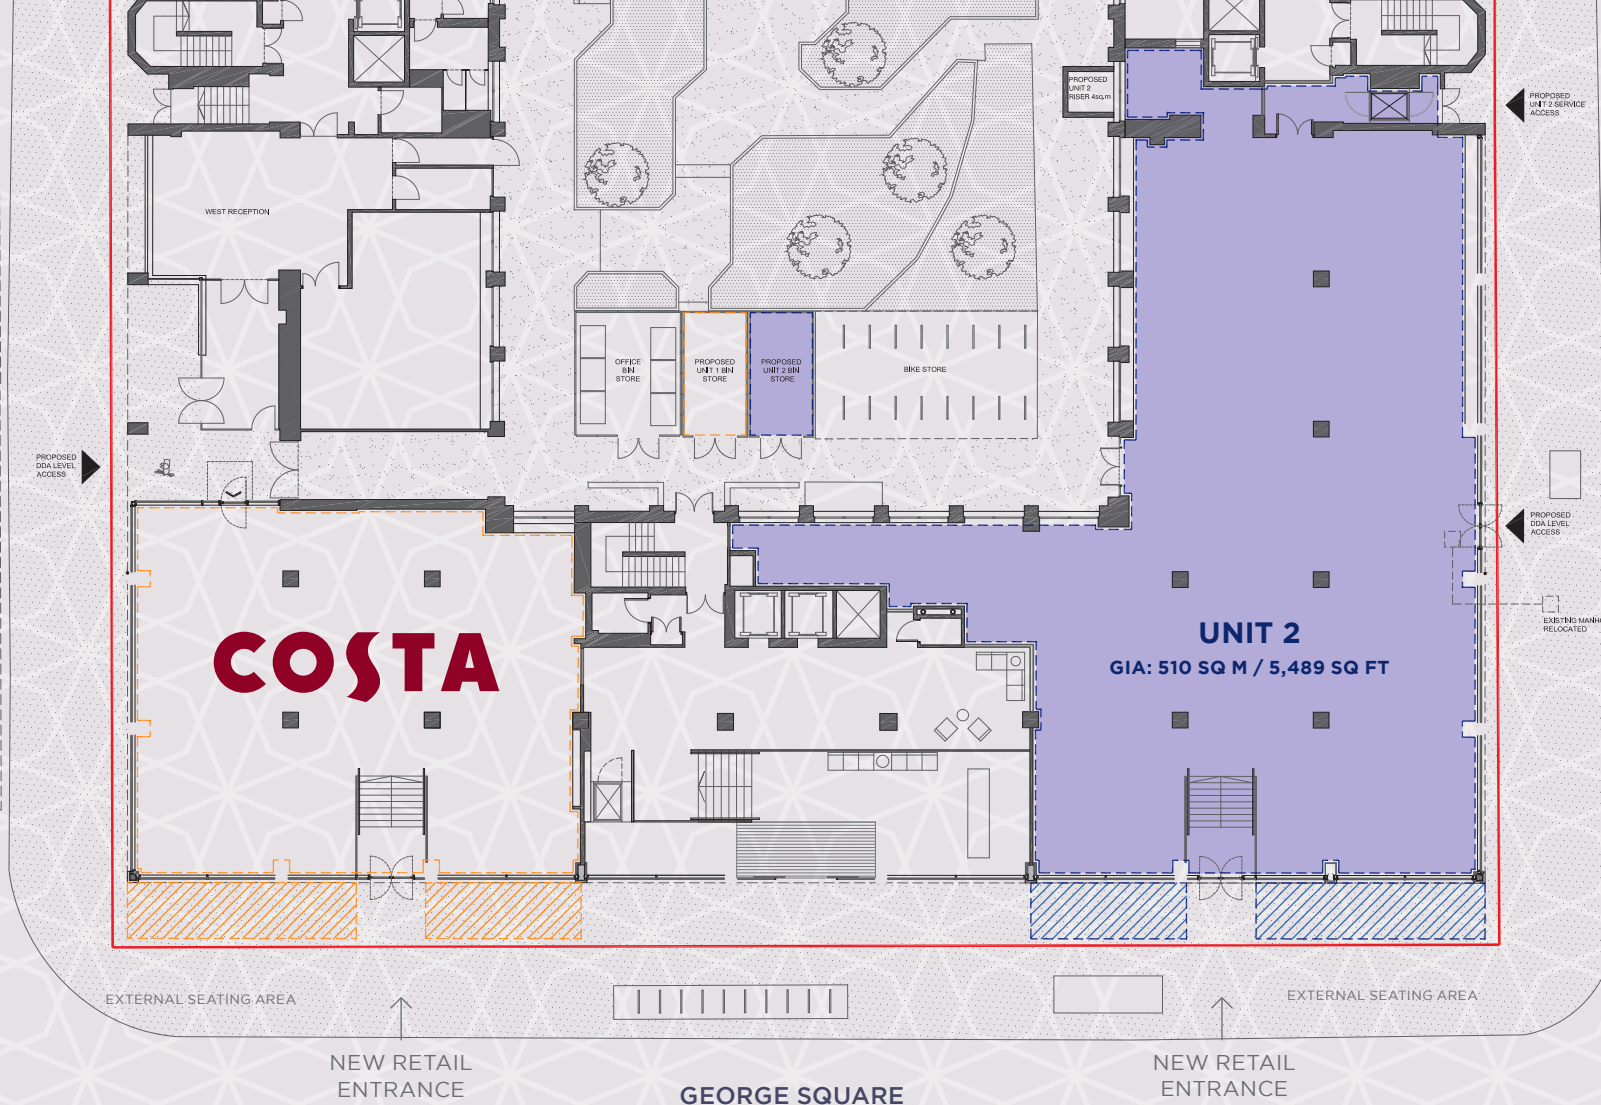 PROPOSED
UNIT 2
RISER 4sq.m
PROPOSED
UNIT 2 SERVICE
ACCESS
WEST RECEPTION
OFFICE
BIN
STORE
PROPOSED
UNIT 1 BIN
STORE
PROPOSED
UNIT 2 BIN
STORE
BIKE STORE
PROPOSED
DDA LEVEL
ACCESS
PROPOSED
DDA LEVEL
ACCESS
COSTA
UNIT 2
GIA: 510 SQ M / 5,489 SQ FT
EXISTING MANHO
RELOCATED
EXTERNAL SEATING AREA
EXTERNAL SEATING AREA
NEW RETAIL
ENTRANCE
NEW RETAIL
ENTRANCE
GEORGE SQUARE